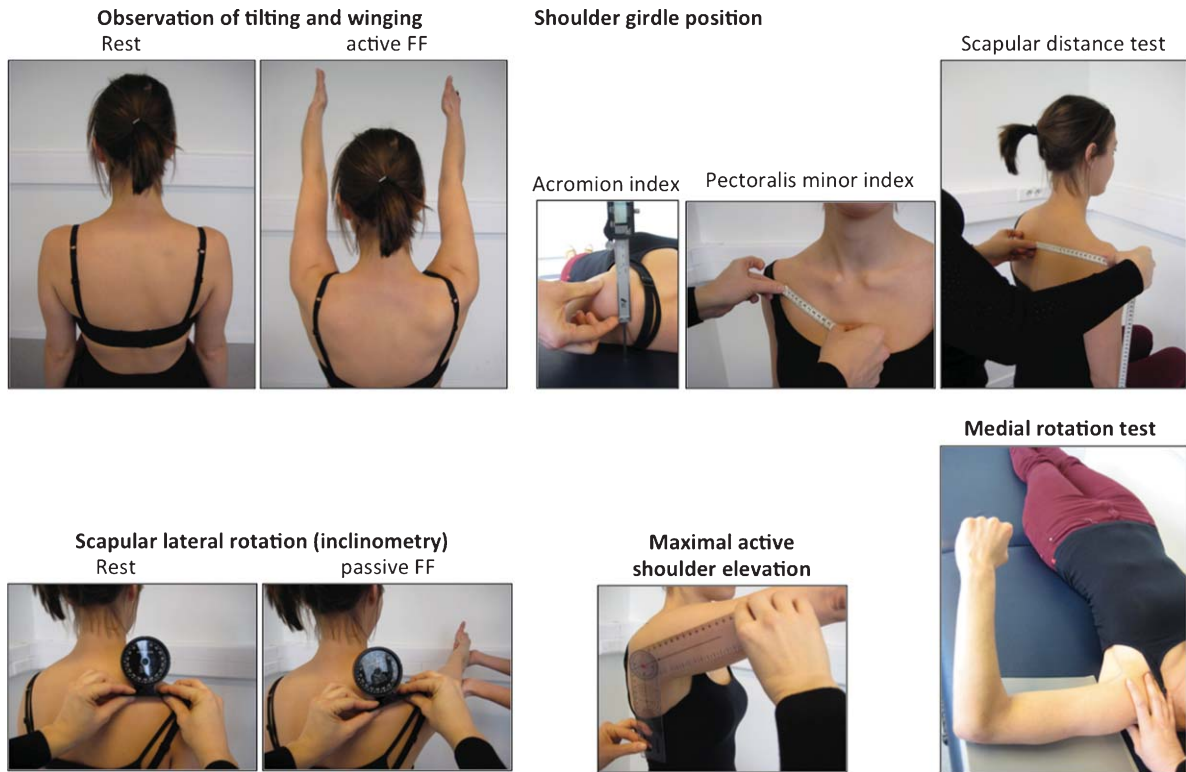 Observation of tilting and winging
Rest
active FF
Shoulder girdle position
Scapular distance test
Acromion index
Pectoralis minor index
Medial rotation test
Scapular lateral rotation (inclinometry)
Rest
passive FF
Maximal active
shoulder elevation